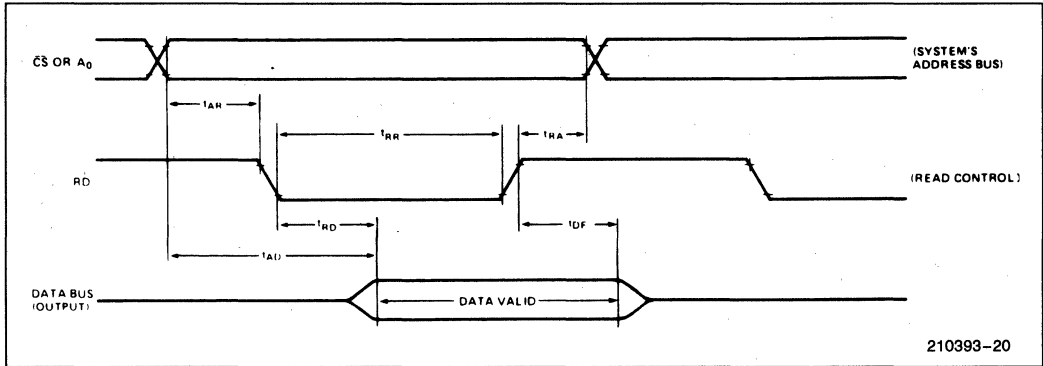 C̄S̄ OR A₀
(SYSTEM'S
ADDRESS BUS)
tAR
tRR
tRA
RD
(READ CONTROL)
tRD
tDF
tAD
DATA BUS
(OUTPUT)
DATA VALID
210393–20